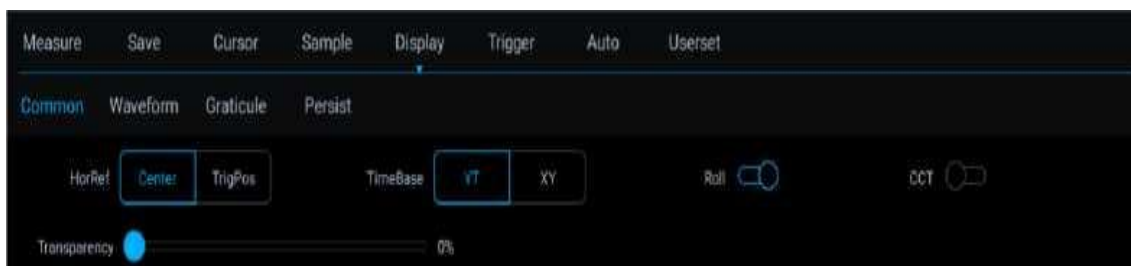 Measure Save Cursor Sample Display Trigger Auto Userset
Common Waveform Graticule Persist
HorRef Center TrigPos TimeBase YT XY Roll CCT
Transparency 0%